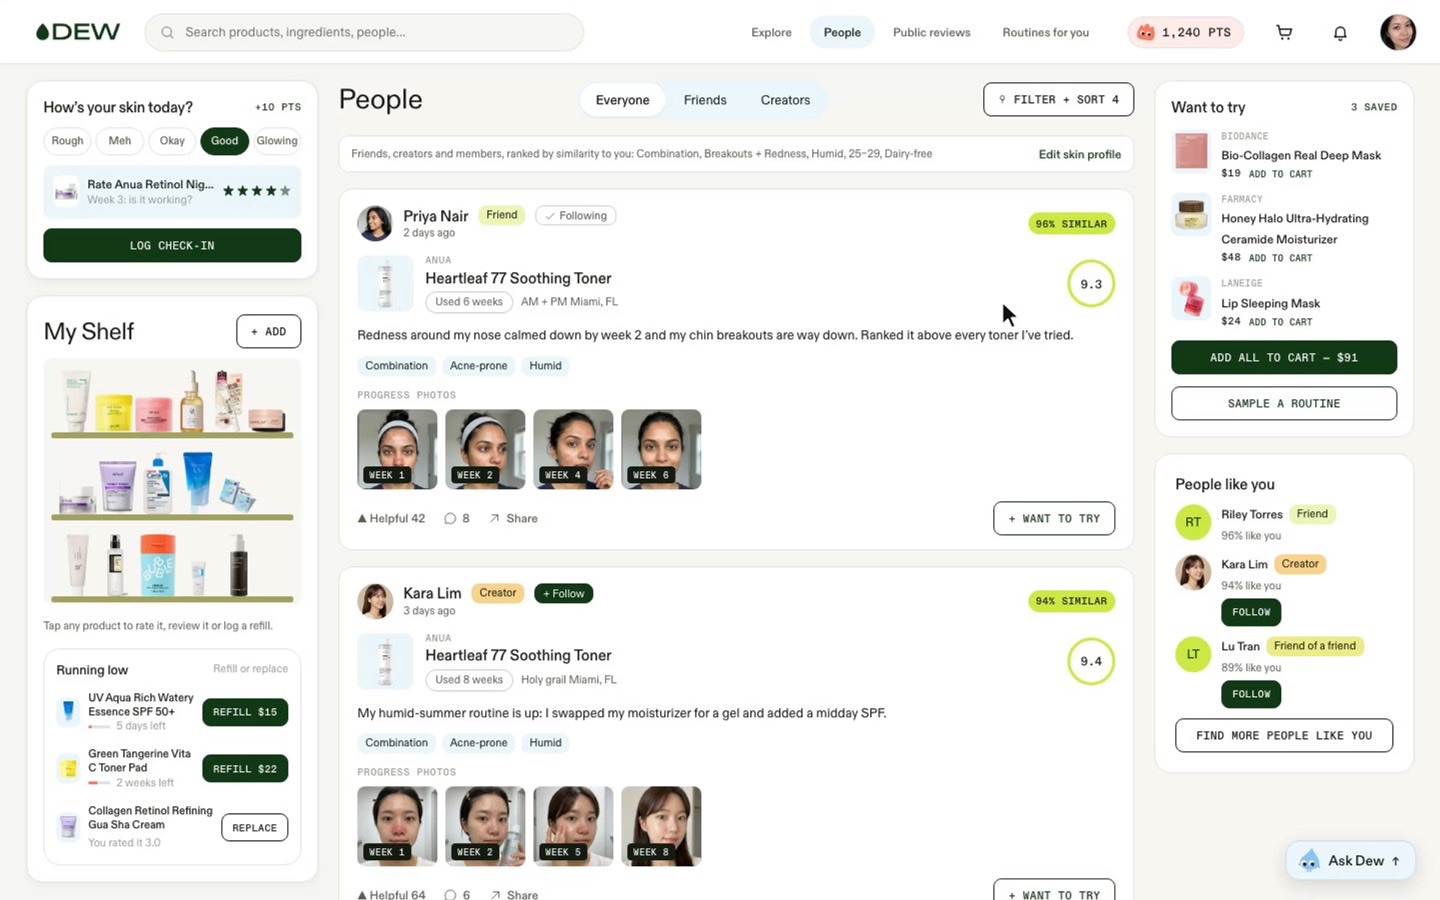 DEW
Search products, ingredients, people...
Explore
People
Public reviews
Routines for you
1,240 PTS
How's your skin today?
+10 PTS
Rough
Meh
Okay
Good
Glowing
Rate Anua Retinol Nig...
Week 3: is it working?
LOG CHECK-IN
My Shelf
+ ADD
Tap any product to rate it, review it or log a refill.
Running low
Refill or replace
UV Aqua Rich Watery
Essence SPF 50+
5 days left
REFILL $15
Green Tangerine Vita
C Toner Pad
2 weeks left
REFILL $22
Collagen Retinol Refining
Gua Sha Cream
You rated it 3.0
REPLACE
People
Everyone
Friends
Creators
FILTER + SORT 4
Friends, creators and members, ranked by similarity to you: Combination, Breakouts + Redness, Humid, 25–29, Dairy-free
Edit skin profile
Priya Nair
Friend
Following
2 days ago
96% SIMILAR
ANUA
Heartleaf 77 Soothing Toner
Used 6 weeks
AM + PM Miami, FL
9.3
Redness around my nose calmed down by week 2 and my chin breakouts are way down. Ranked it above every toner I've tried.
Combination
Acne-prone
Humid
PROGRESS PHOTOS
WEEK 1
WEEK 2
WEEK 4
WEEK 6
Helpful 42
8
Share
+ WANT TO TRY
Kara Lim
Creator
+ Follow
3 days ago
94% SIMILAR
ANUA
Heartleaf 77 Soothing Toner
Used 8 weeks
Holy grail Miami, FL
9.4
My humid-summer routine is up: I swapped my moisturizer for a gel and added a midday SPF.
Combination
Acne-prone
Humid
PROGRESS PHOTOS
WEEK 1
WEEK 2
WEEK 5
WEEK 8
Helpful 64
6
Share
+ WANT TO TRY
Want to try
3 SAVED
BIODANCE
Bio-Collagen Real Deep Mask
$19 ADD TO CART
FARMACY
Honey Halo Ultra-Hydrating
Ceramide Moisturizer
$48 ADD TO CART
LANEIGE
Lip Sleeping Mask
$24 ADD TO CART
ADD ALL TO CART – $91
SAMPLE A ROUTINE
People like you
RT
Riley Torres
Friend
96% like you
Kara Lim
Creator
94% like you
FOLLOW
LT
Lu Tran
Friend of a friend
89% like you
FOLLOW
FIND MORE PEOPLE LIKE YOU
Ask Dew ↑